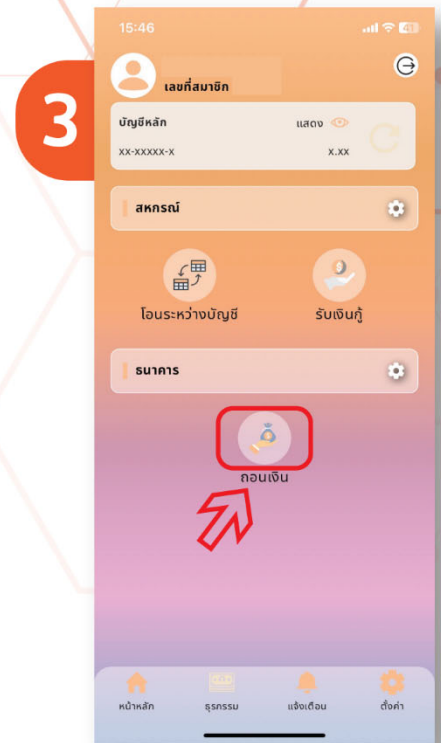 3
15:46
41
เลขที่สมาชิก
บัญชีหลัก แสดง
xx-xxxxx-x x.xx
สหกรณ์
โอนระหว่างบัญชี รับเงินกู้
ธนาคาร
ถอนเงิน
หน้าหลัก ธุรกรรม แจ้งเตือน ตั้งค่า